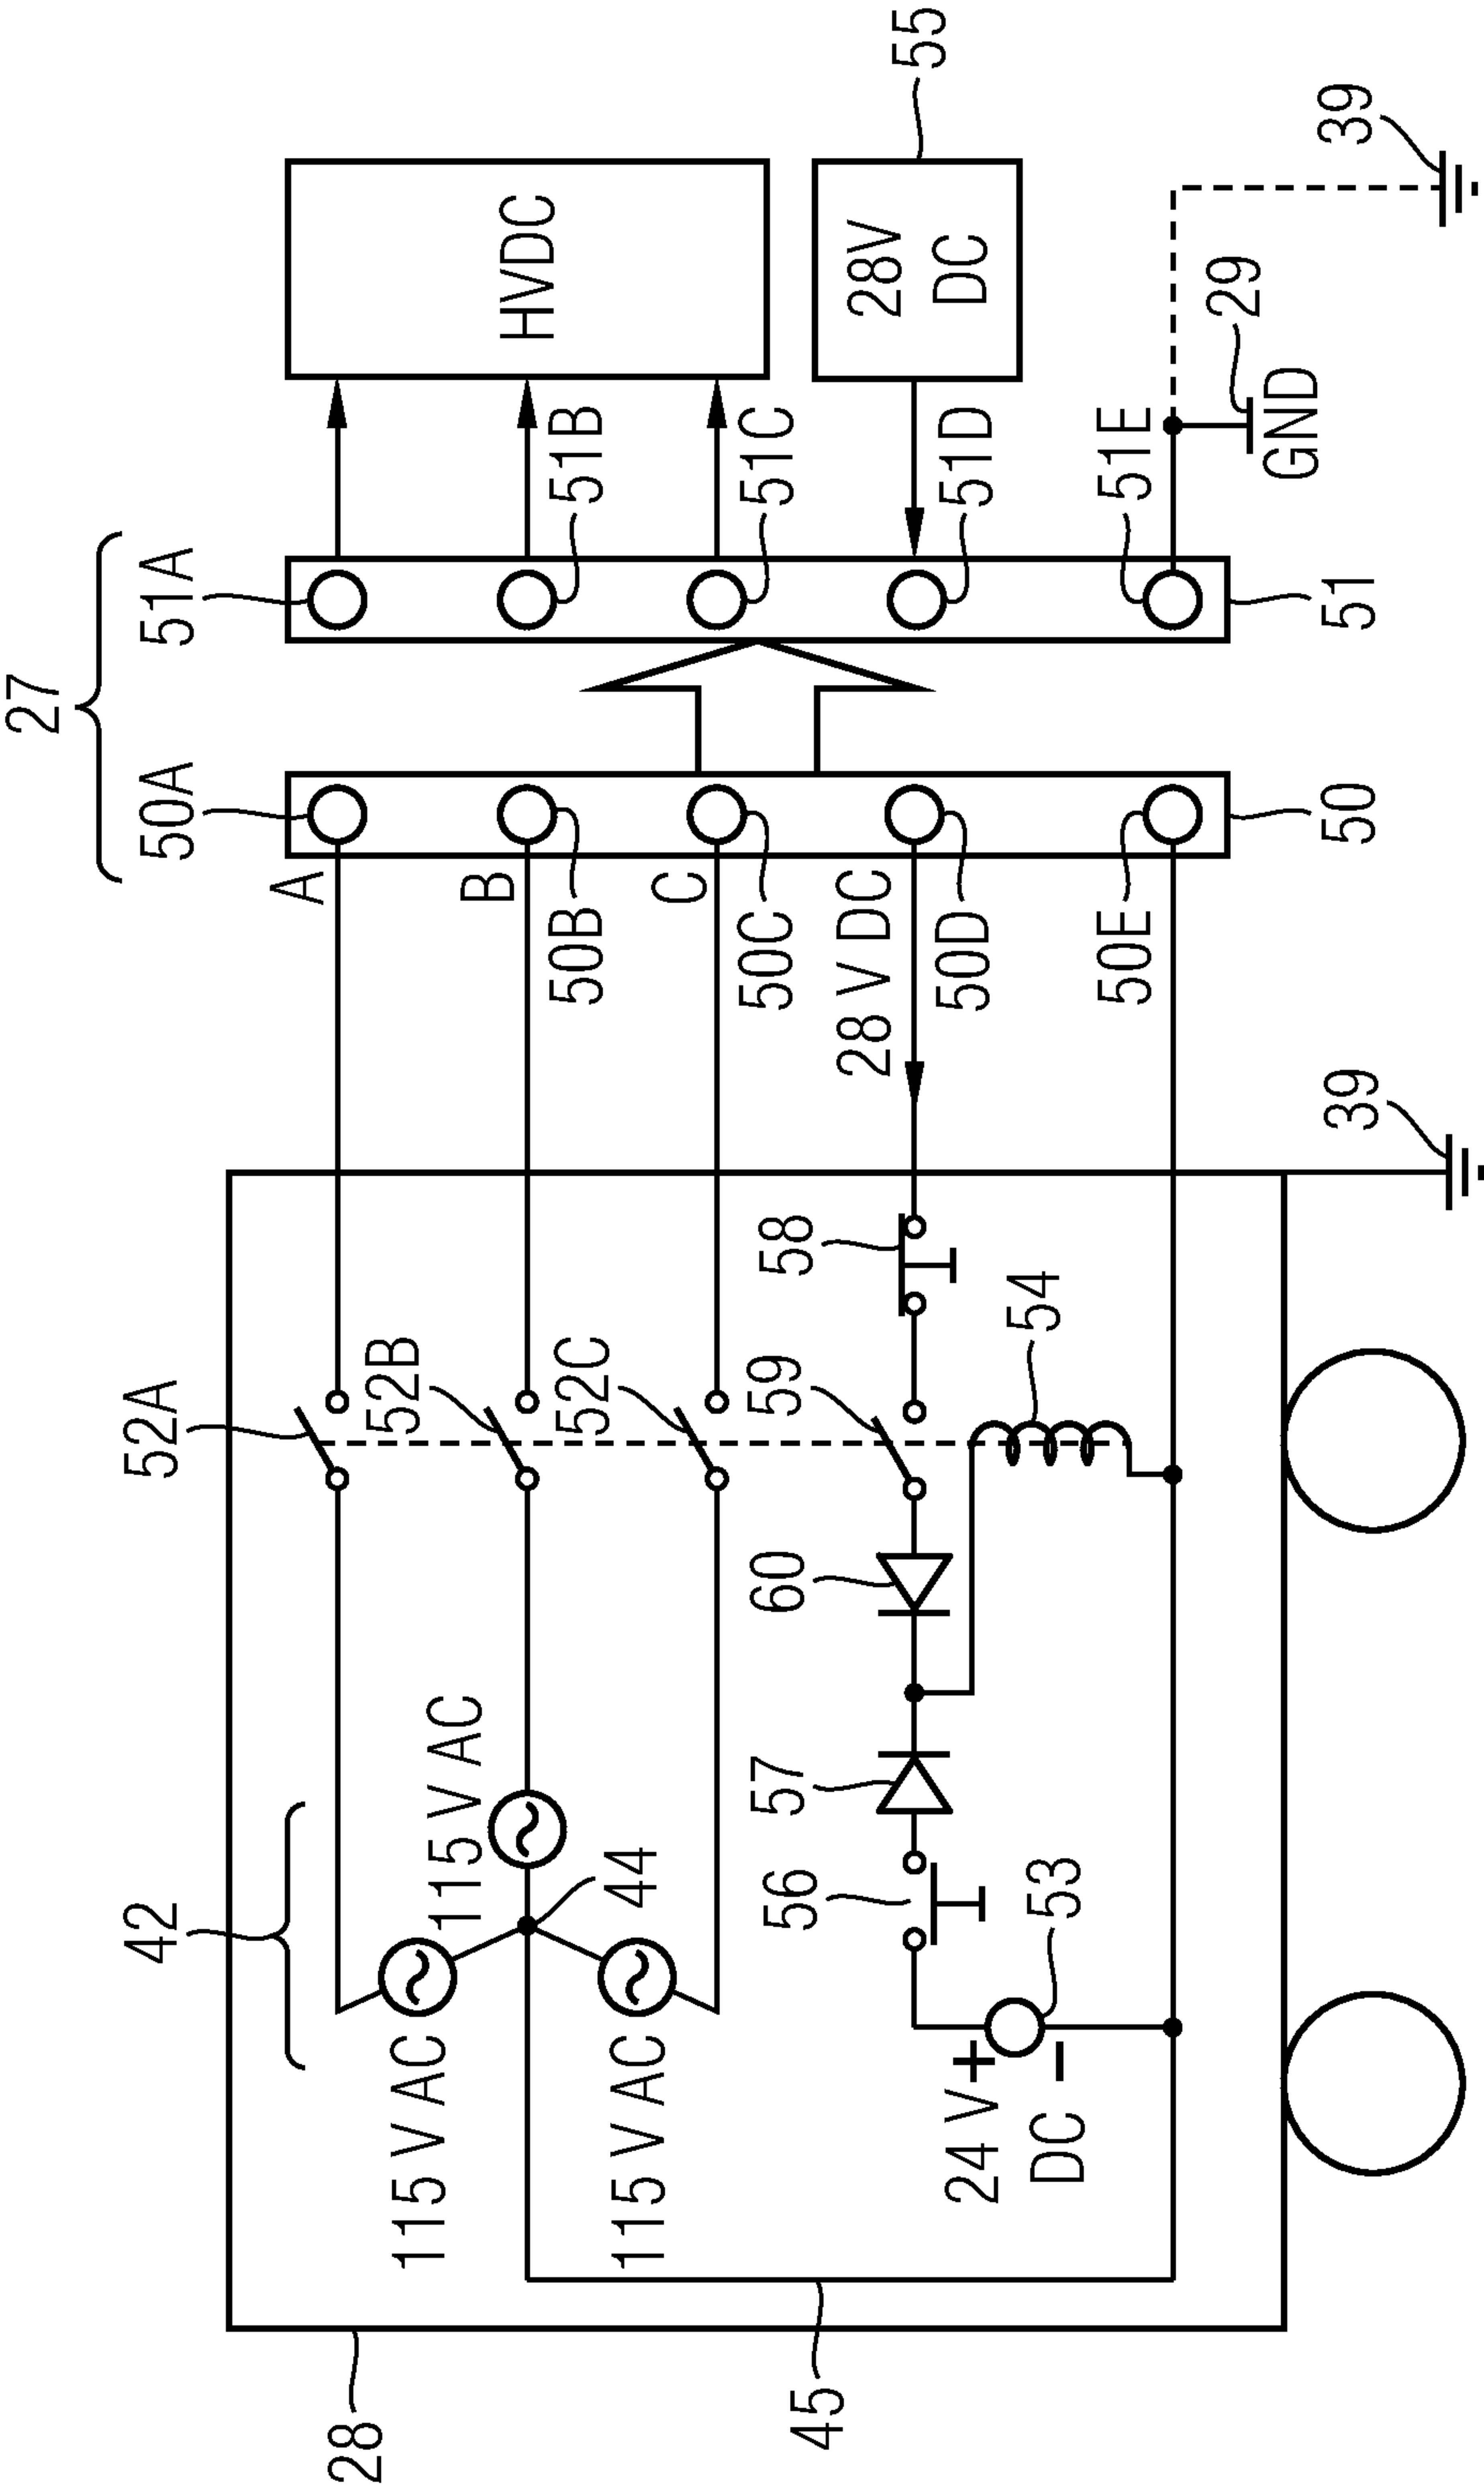 27
42
52A
50A
51A
A
HVDC
115 V AC
115 V AC
52B
B
50B
51B
44
115 V AC
52C
C
50C
51C
28
57
60
59
58
28 V DC
28V
DC
55
56
24 V +
DC −
53
54
50D
51D
50E
51E
29
GND
45
39
50
51
39